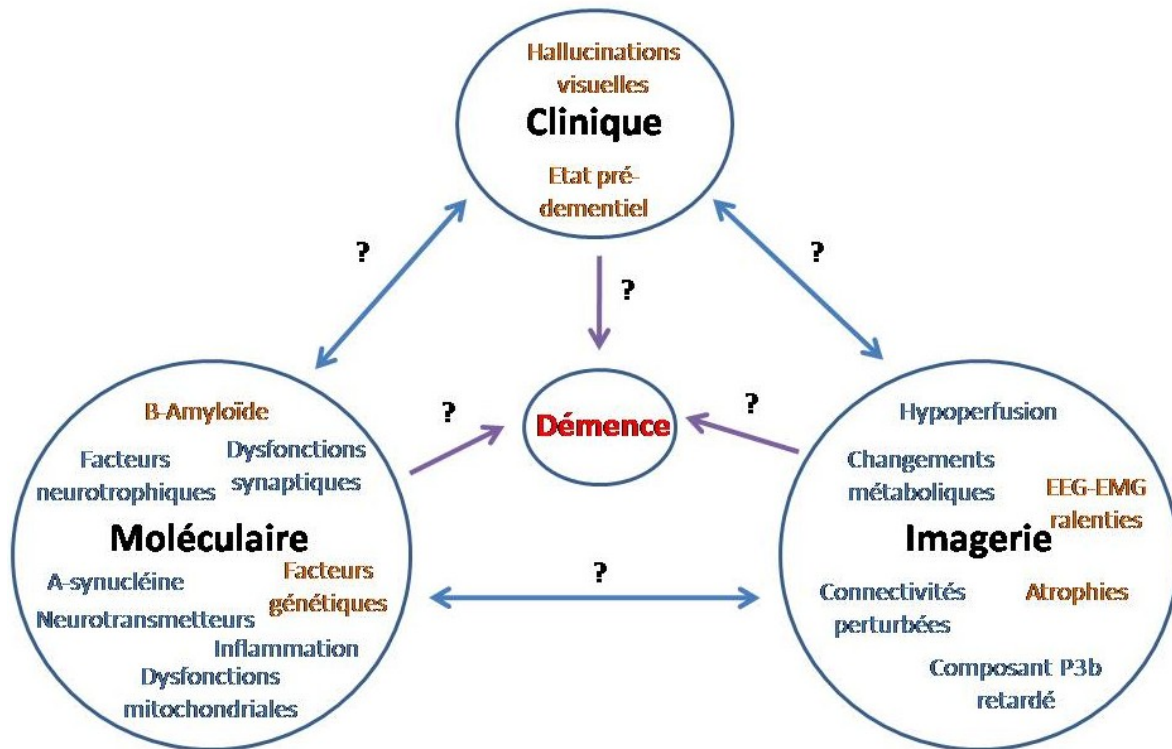 Hallucinations
visuelles
Clinique
Etat pré-
dementiel
?
?
?
B-Amyloïde
Facteurs
neurotrophiques
Dysfonctions
synaptiques
Moléculaire
A-synucléine
Facteurs
génétiques
Neurotransmetteurs
Inflammation
Dysfonctions
mitochondriales
?
Démence
?
Hypoperfusion
Changements
métaboliques
EEG-EMG
ralenties
Imagerie
Connectivités
perturbées
Atrophies
Composant P3b
retardé
?